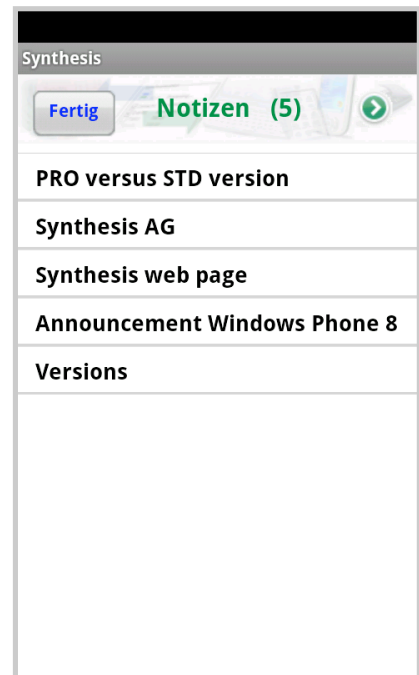 Synthesis
Fertig Notizen (5)
PRO versus STD version
Synthesis AG
Synthesis web page
Announcement Windows Phone 8
Versions